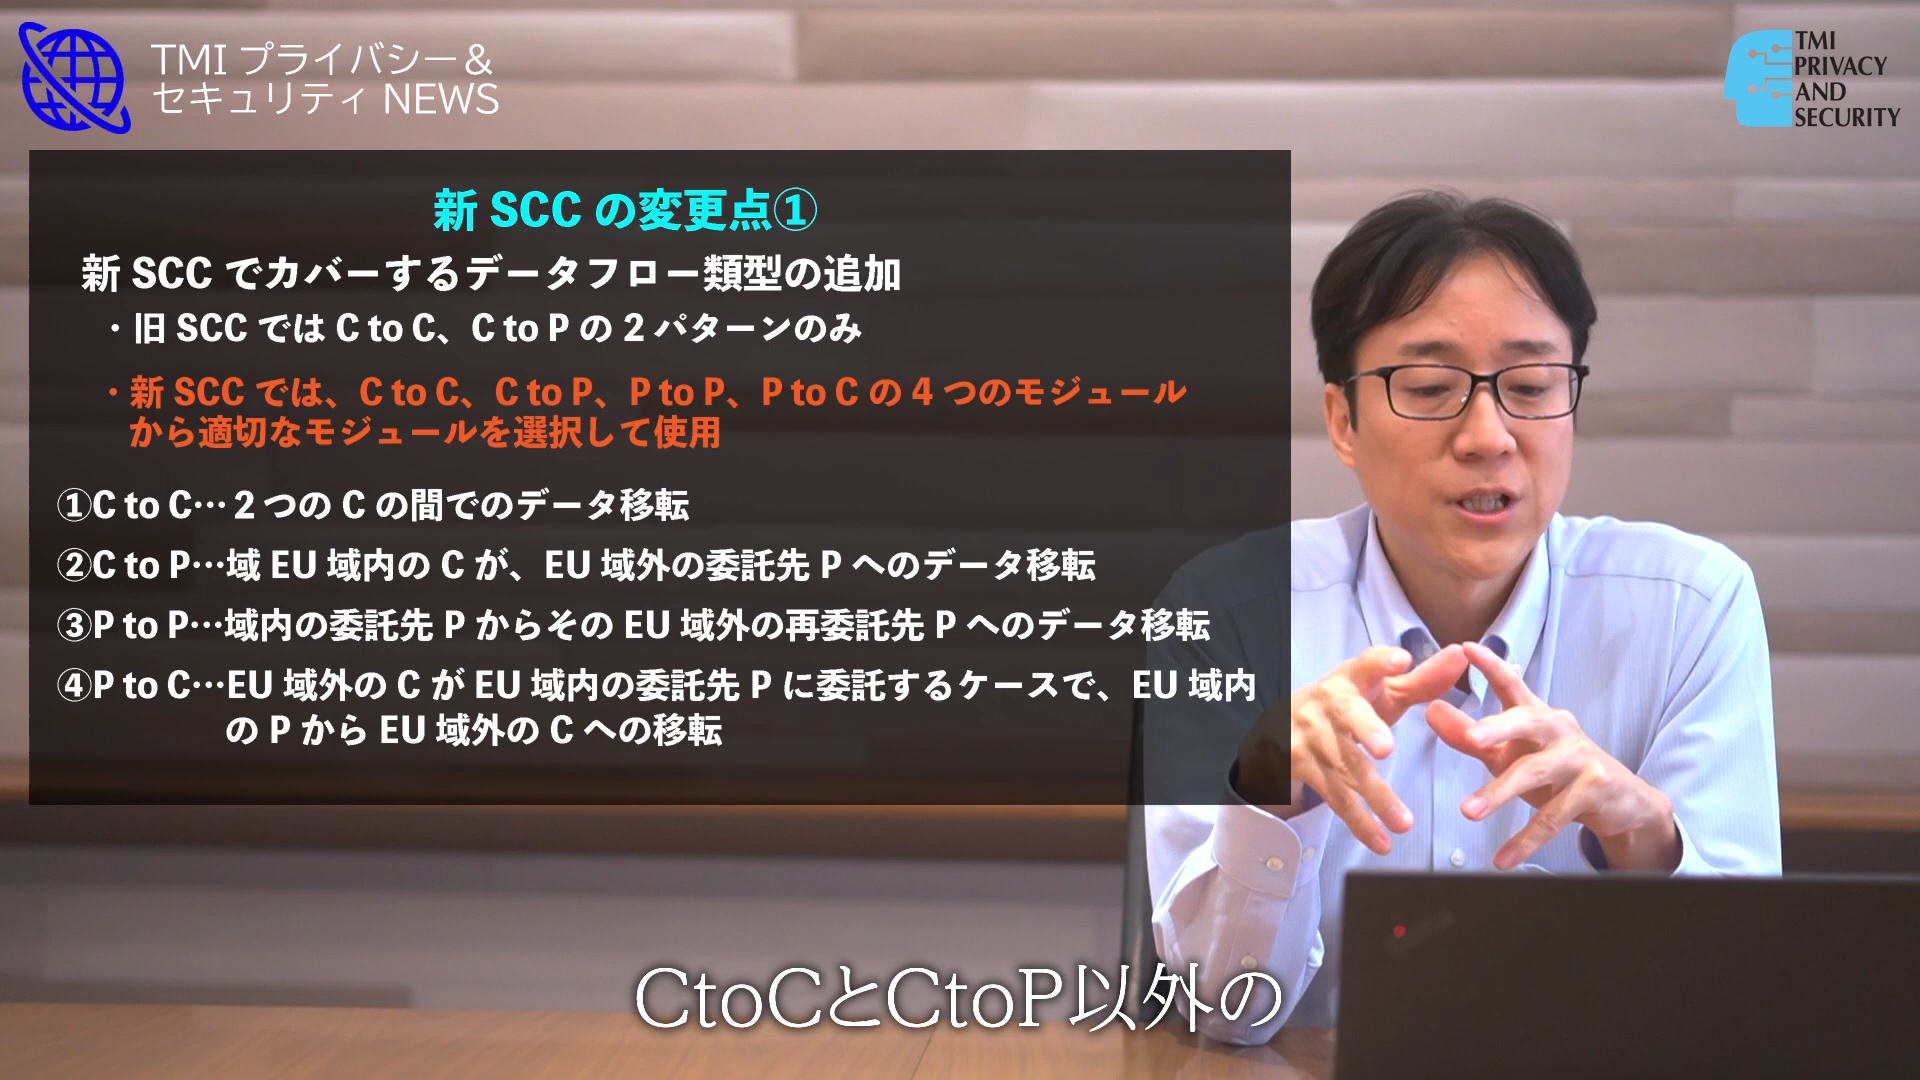 TMI プライバシー＆
セキュリティ NEWS
TMI
PRIVACY
AND
SECURITY
新 SCC の変更点①
新 SCC でカバーするデータフロー類型の追加
・旧 SCC では C to C、C to P の 2 パターンのみ
・新 SCC では、C to C、C to P、P to P、P to C の 4 つのモジュール
から適切なモジュールを選択して使用
①C to C…2 つの C の間でのデータ移転
②C to P…域 EU 域内の C が、EU 域外の委託先 P へのデータ移転
③P to P…域内の委託先 P からその EU 域外の再委託先 P へのデータ移転
④P to C…EU 域外の C が EU 域内の委託先 P に委託するケースで、EU 域内
の P から EU 域外の C への移転
CtoCとCtoP以外の